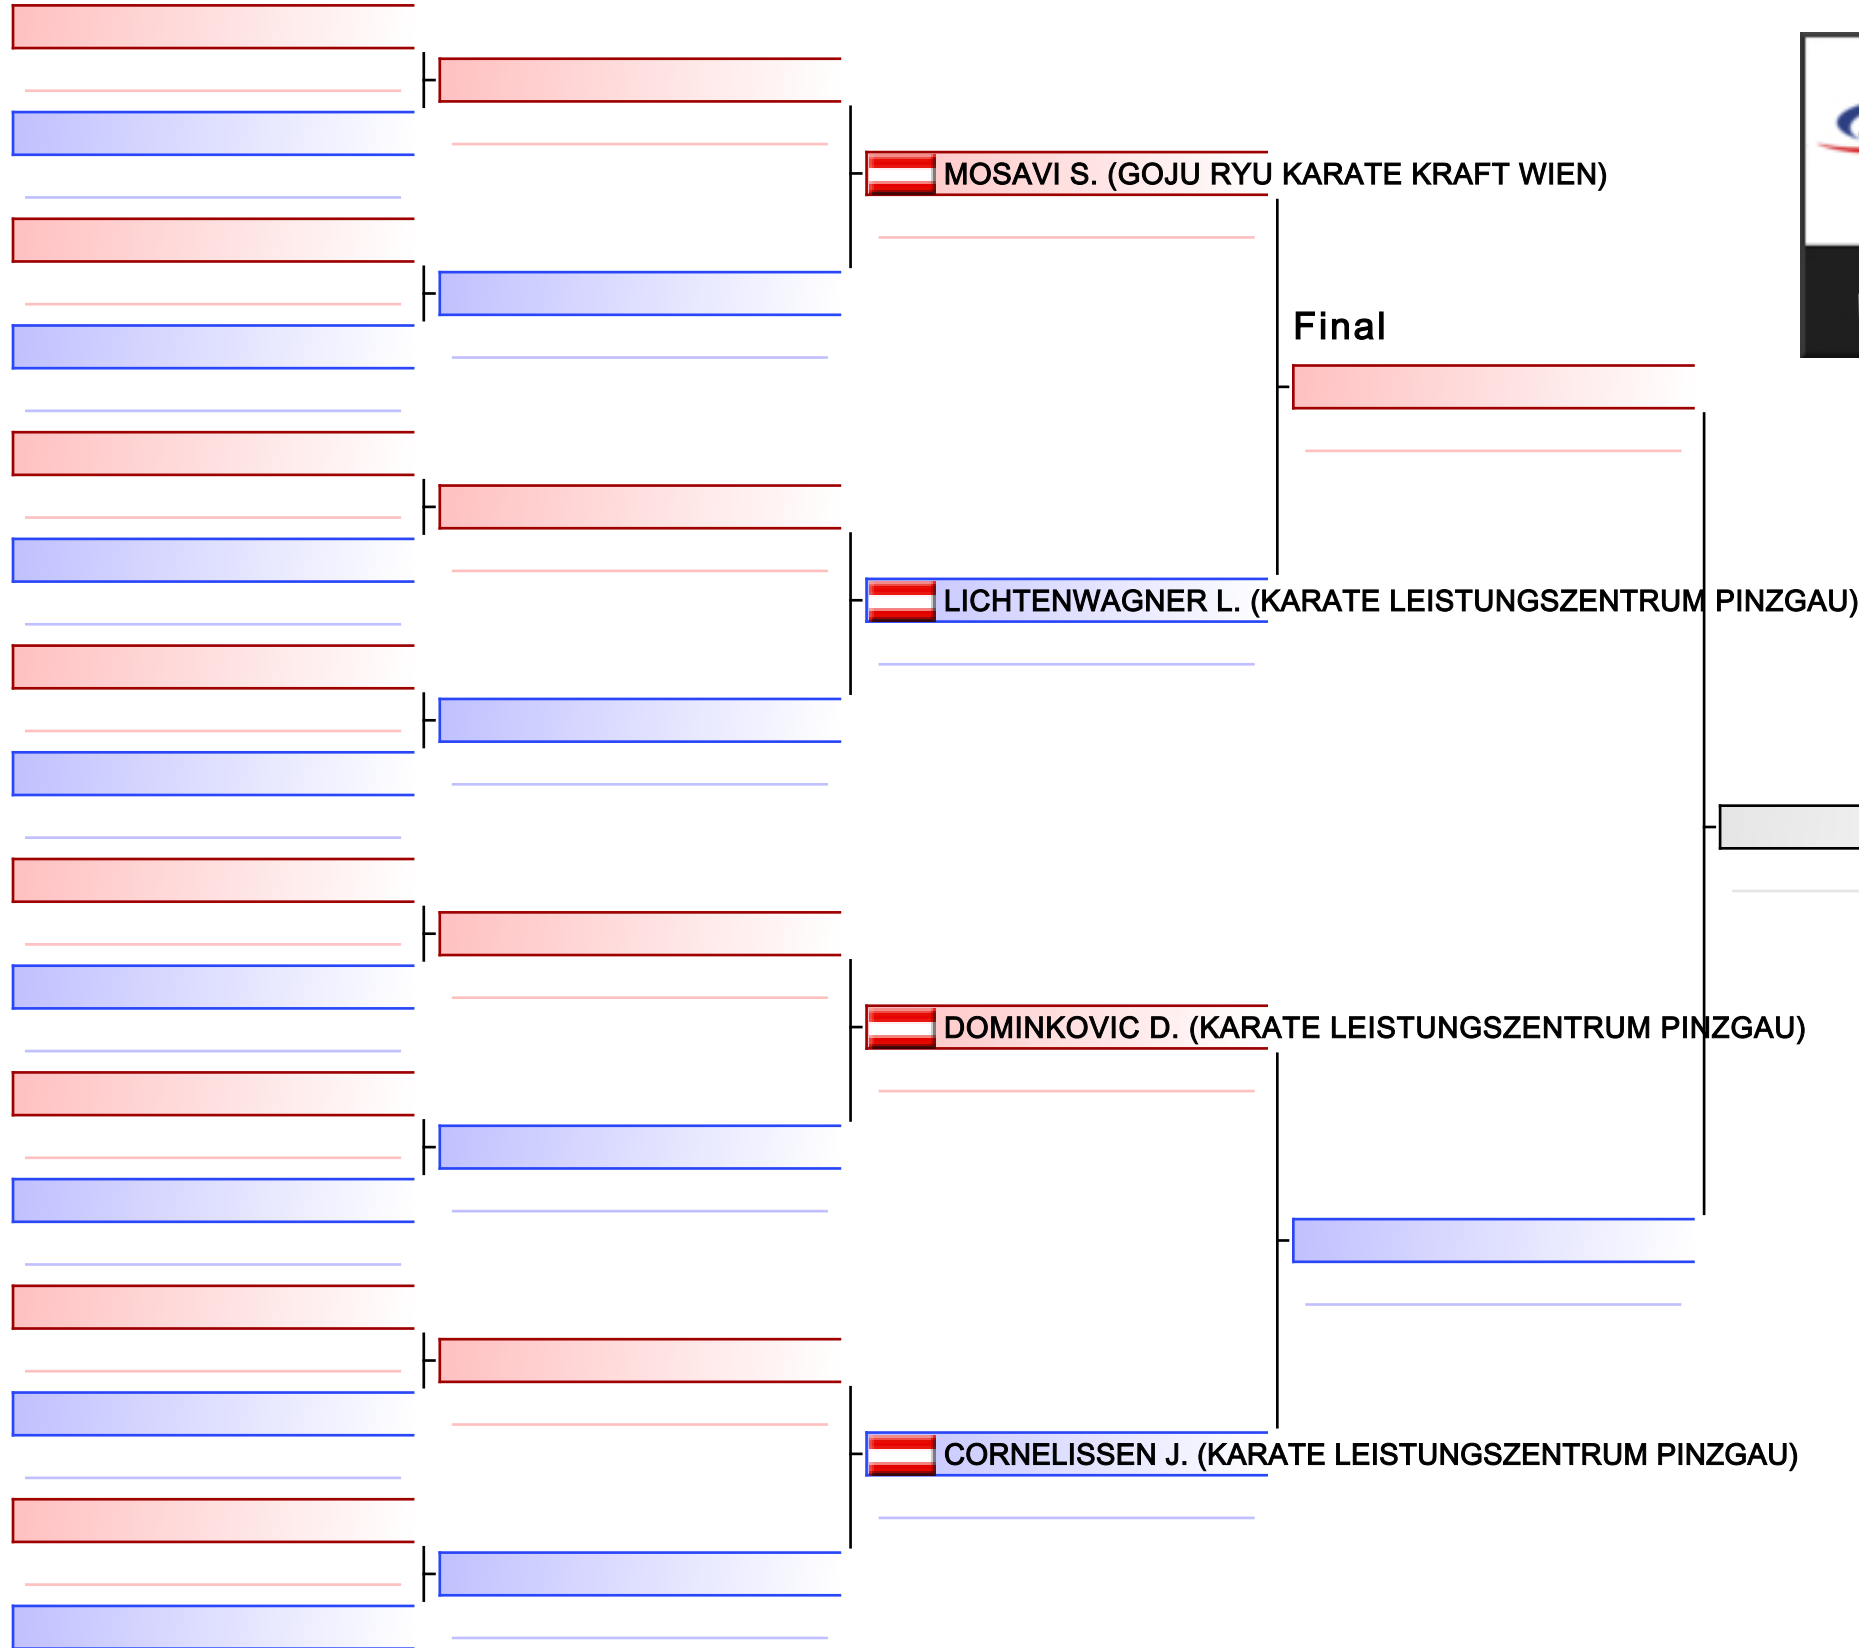 MOSAVI S. (GOJU RYU KARATE KRAFT WIEN)
Final
LICHTENWAGNER L. (KARATE LEISTUNGSZENTRUM PINZGAU)
DOMINKOVIC D. (KARATE LEISTUNGSZENTRUM PINZGAU)
CORNELISSEN J. (KARATE LEISTUNGSZENTRUM PINZGAU)